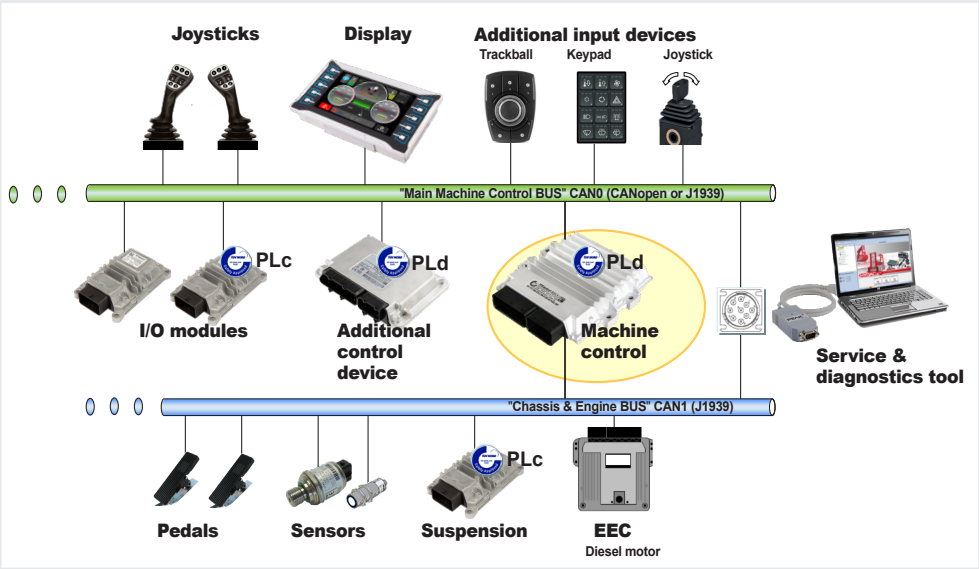 Joysticks
Display
Additional input devices
Trackball
Keypad
Joystick
"Main Machine Control BUS" CAN0 (CANopen or J1939)
PLc
PLd
PLd
I/O modules
Additional
control
device
Machine
control
Service &
diagnostics tool
"Chassis & Engine BUS" CAN1 (J1939)
PLc
Pedals
Sensors
Suspension
EEC
Diesel motor